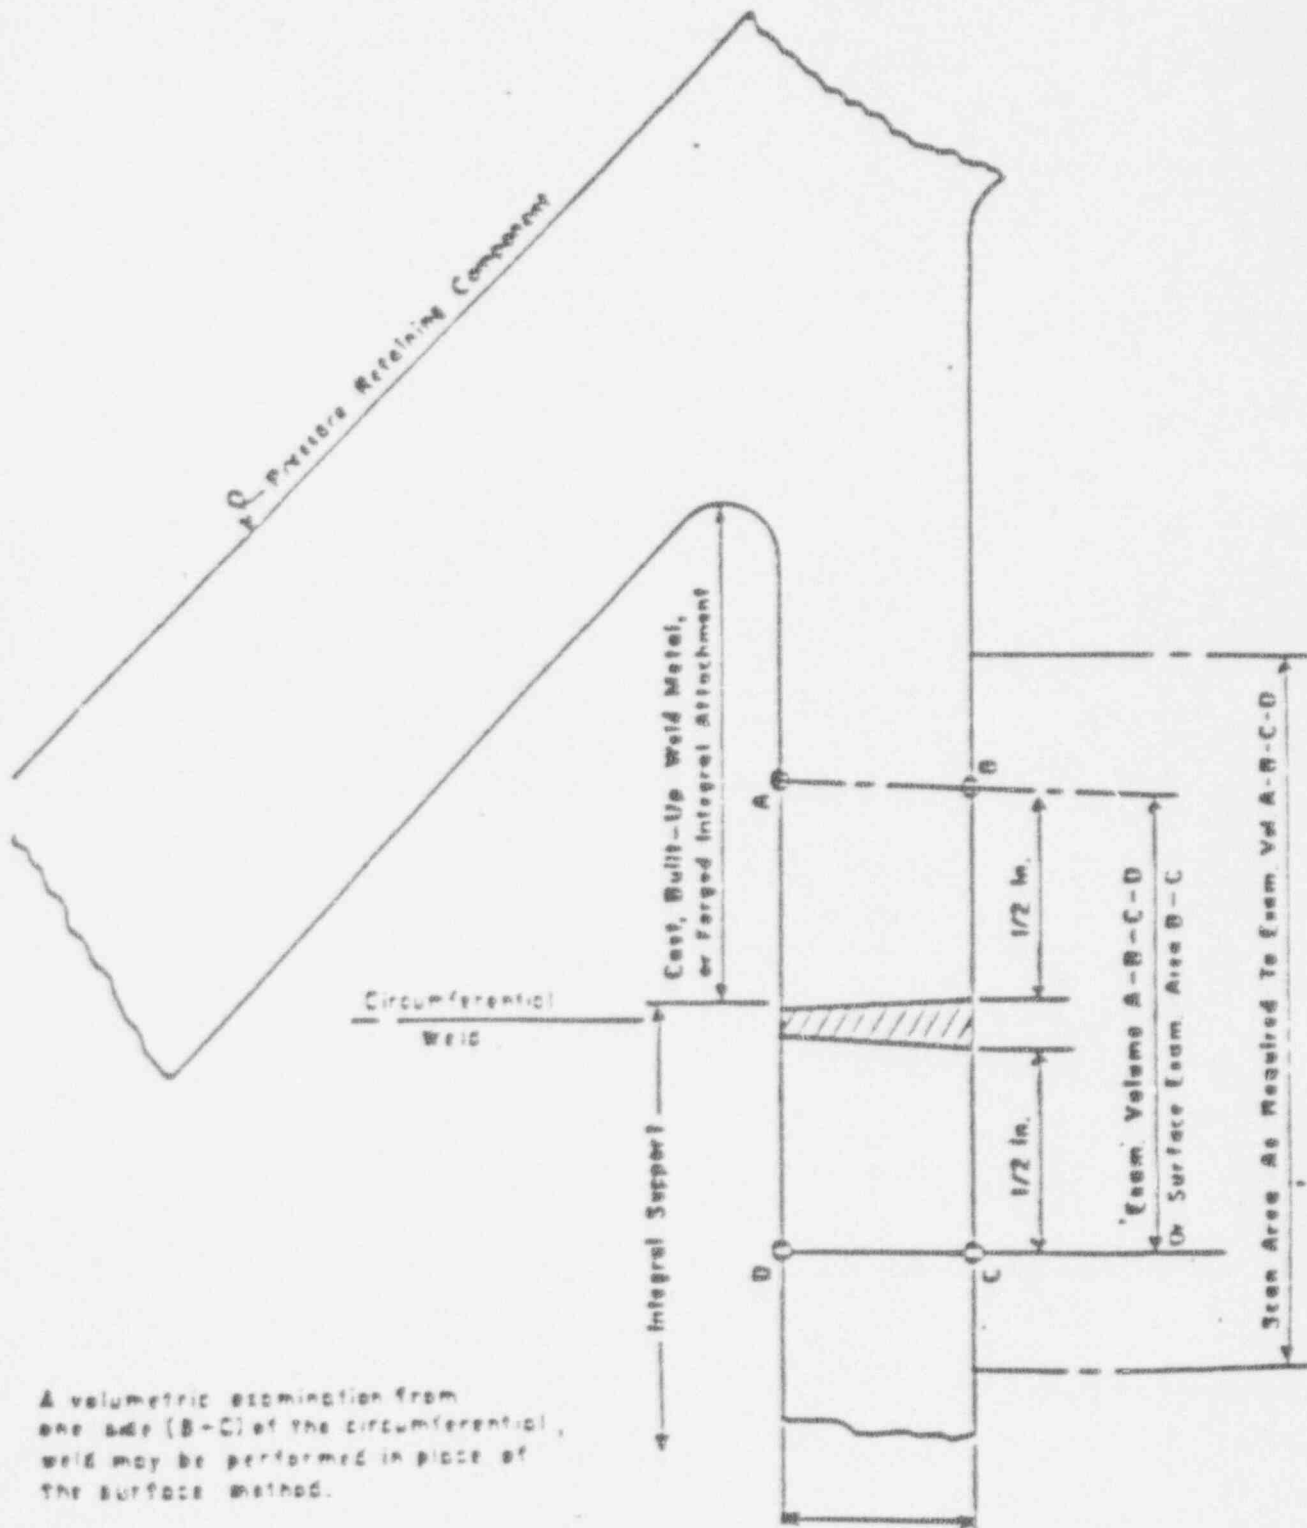 Pressure Retaining Component
Cast, Built-Up Weld Metal,
or Forged Integral Attachment
Circumferential
Weld
A
B
1/2 in.
1/2 in.
Exam. Volume A-B-C-D
Or Surface Exam. Area B-C
Scan Area As Required To Exam. Vol A-B-C-D
Integral Support
D
C
A volumetric examination from
one side (B-C) of the circumferential,
weld may be performed in place of
the surface method.